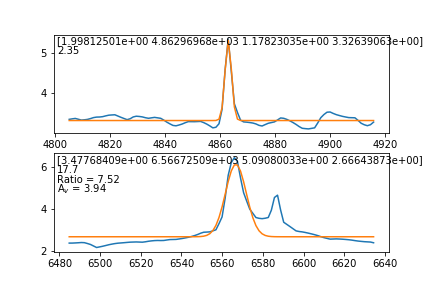 [1.99812501e+00 4.86296968e+03 1.17823035e+00 3.32639063e+00]
2.35
5
4
4800 4820 4840 4860 4880 4900 4920
[3.47768409e+00 6.56672509e+03 5.09080033e+00 2.66643873e+00]
17.7
Ratio = 7.52
Av = 3.94
6
4
2
6480 6500 6520 6540 6560 6580 6600 6620 6640